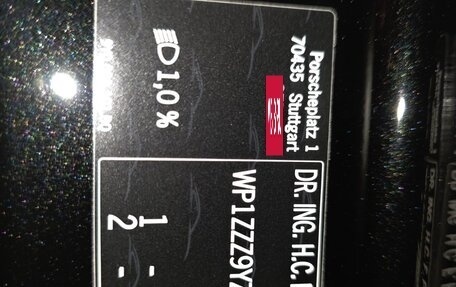 Porscheplatz 1
70435 Stuttgart
1,0 %
DR. ING. H.C.
WP1ZZZ9Y
1 -
2 -